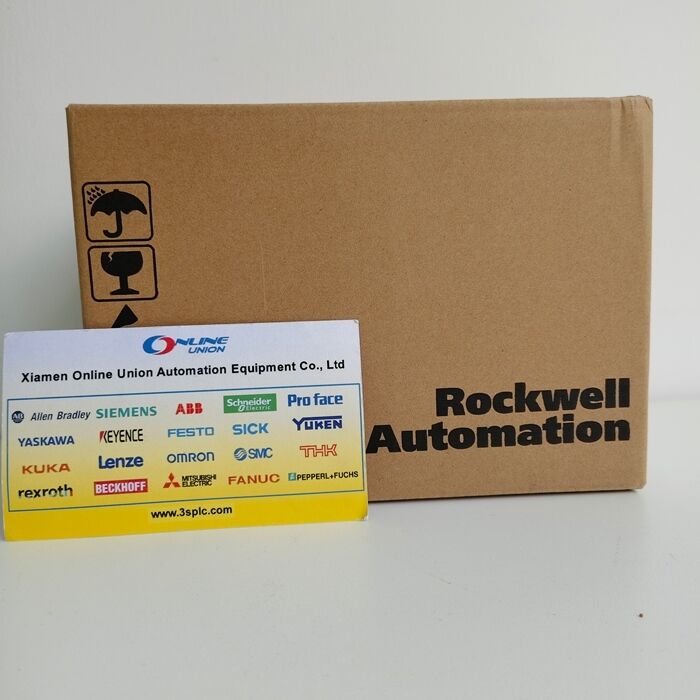 Rockwell
Automation
ONLINE
UNION
Xiamen Online Union Automation Equipment Co., Ltd
AB Allen Bradley SIEMENS ABB Schneider Electric Pro face
YASKAWA KEYENCE FESTO SICK YUKEN
KUKA Lenze OMRON SMC THK
rexroth BECKHOFF MITSUBISHI ELECTRIC FANUC PEPPERL+FUCHS
www.3splc.com